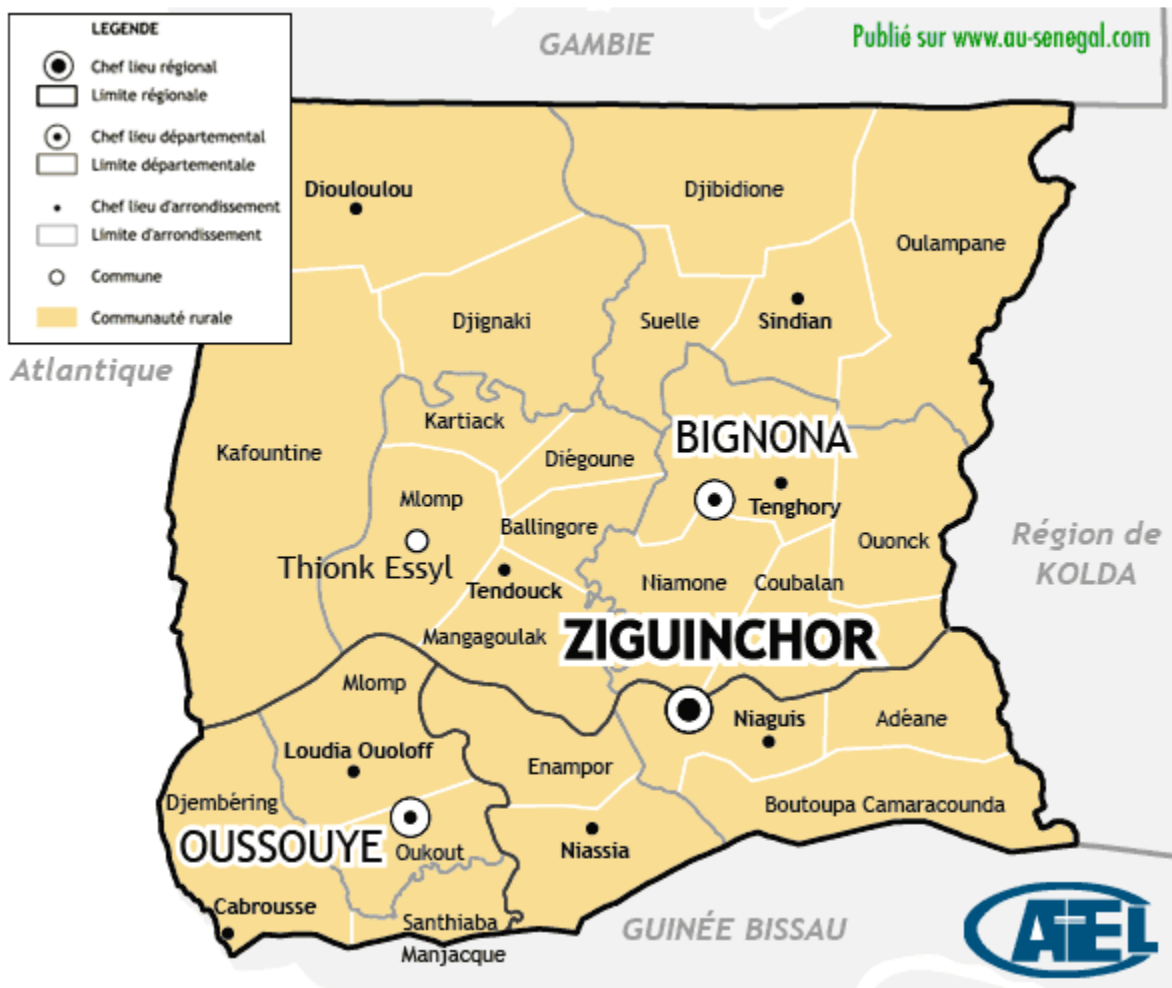 LEGENDE
Chef lieu régional
Limite régionale
Chef lieu départemental
Limite départementale
Chef lieu d'arrondissement
Limite d'arrondissement
Commune
Communauté rurale
GAMBIE
Publié sur www.au-senegal.com
Diouloulou
Djibidione
Oulampane
Djignaki
Suelle
Sindian
Atlantique
Kafountine
Kartiack
BIGNONA
Diégoune
Mlomp
Tenghory
Ballingore
Ouonck
Région de
KOLDA
Thionk Essyl
Tendouck
Niamone
Coubalan
Mangagoulak
ZIGUINCHOR
Mlomp
Niaguis
Adéane
Loudia Ouoloff
Enampor
Djembéring
Boutoupa Camaracounda
OUSSOUYE
Oukout
Niassia
Cabrousse
Santhiaba
Manjacque
GUINÉE BISSAU
ATEL